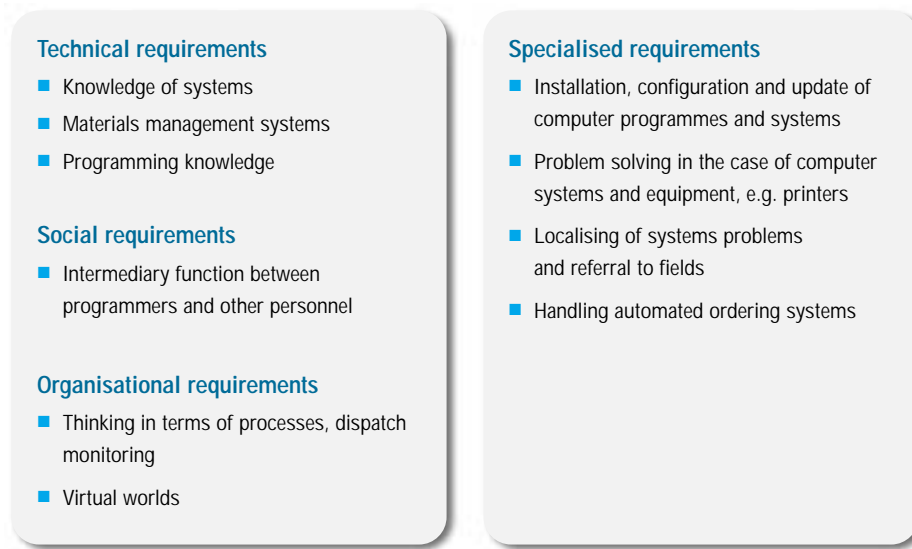 Technical requirements
Knowledge of systems
Materials management systems
Programming knowledge
Social requirements
Intermediary function between
programmers and other personnel
Organisational requirements
Thinking in terms of processes, dispatch
monitoring
Virtual worlds
Specialised requirements
Installation, configuration and update of
computer programmes and systems
Problem solving in the case of computer
systems and equipment, e.g. printers
Localising of systems problems
and referral to fields
Handling automated ordering systems